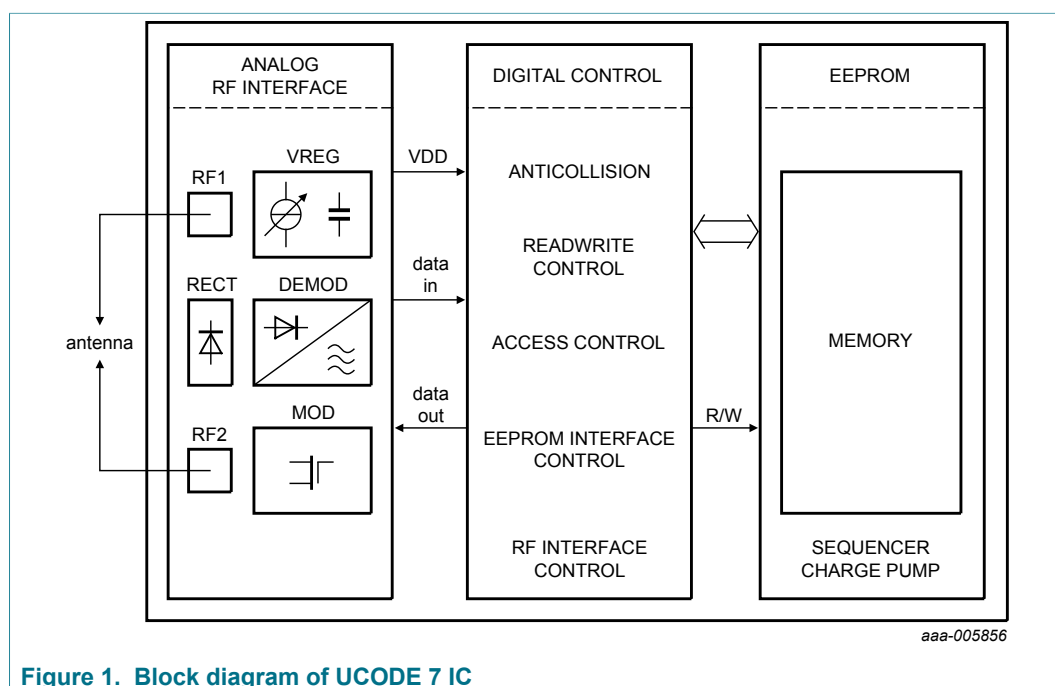 ANALOG
RF INTERFACE
DIGITAL CONTROL
EEPROM
VREG
VDD
RF1
ANTICOLLISION
READWRITE
CONTROL
RECT
DEMOD
data
in
antenna
ACCESS CONTROL
MEMORY
MOD
data
out
RF2
EEPROM INTERFACE
CONTROL
R/W
RF INTERFACE
CONTROL
SEQUENCER
CHARGE PUMP
aaa-005856
Figure 1. Block diagram of UCODE 7 IC